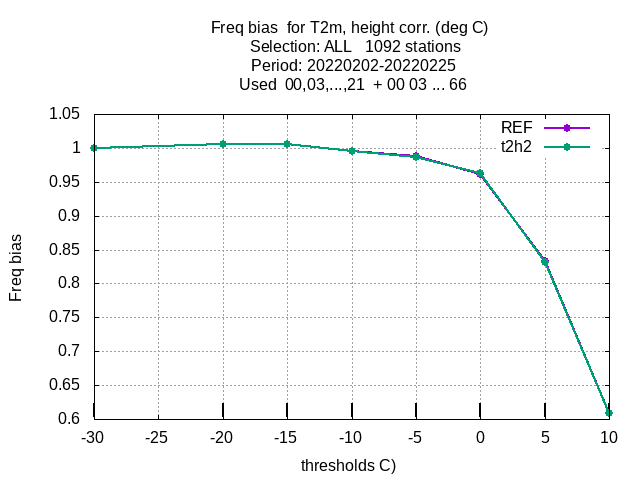 Freq bias  for T2m, height corr. (deg C)
Selection: ALL   1092 stations
Period: 20220202-20220225
Used  00,03,...,21  + 00 03 ... 66
1.05
1
0.95
0.9
0.85
0.8
0.75
0.7
0.65
0.6
REF
t2h2
Freq bias
-30
-25
-20
-15
-10
-5
0
5
10
thresholds C)